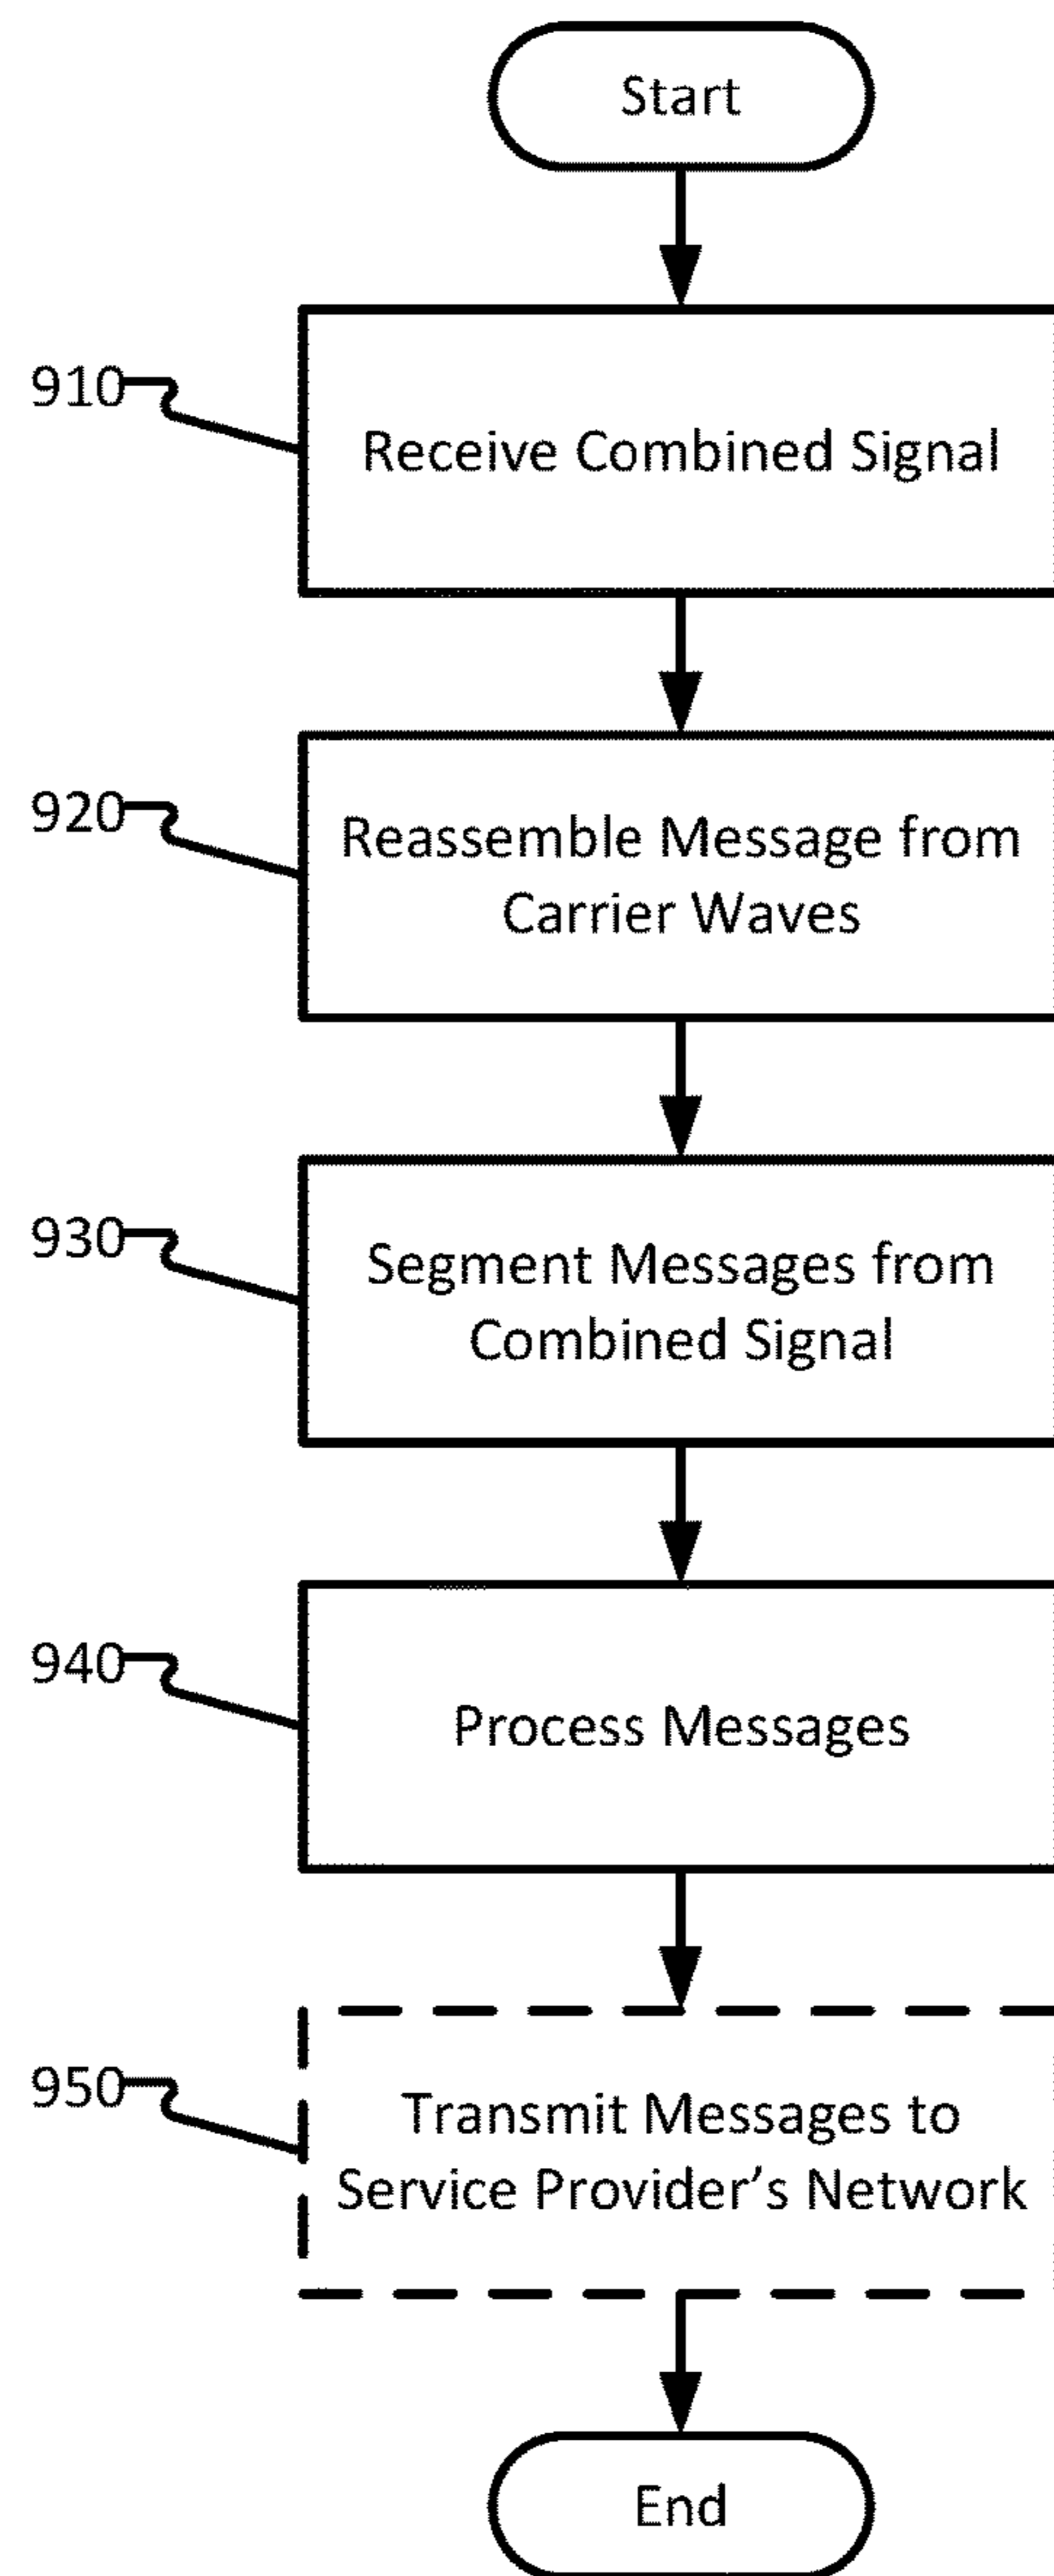 Start
910
Receive Combined Signal
920
Reassemble Message from
Carrier Waves
930
Segment Messages from
Combined Signal
940
Process Messages
950
Transmit Messages to
Service Provider’s Network
End